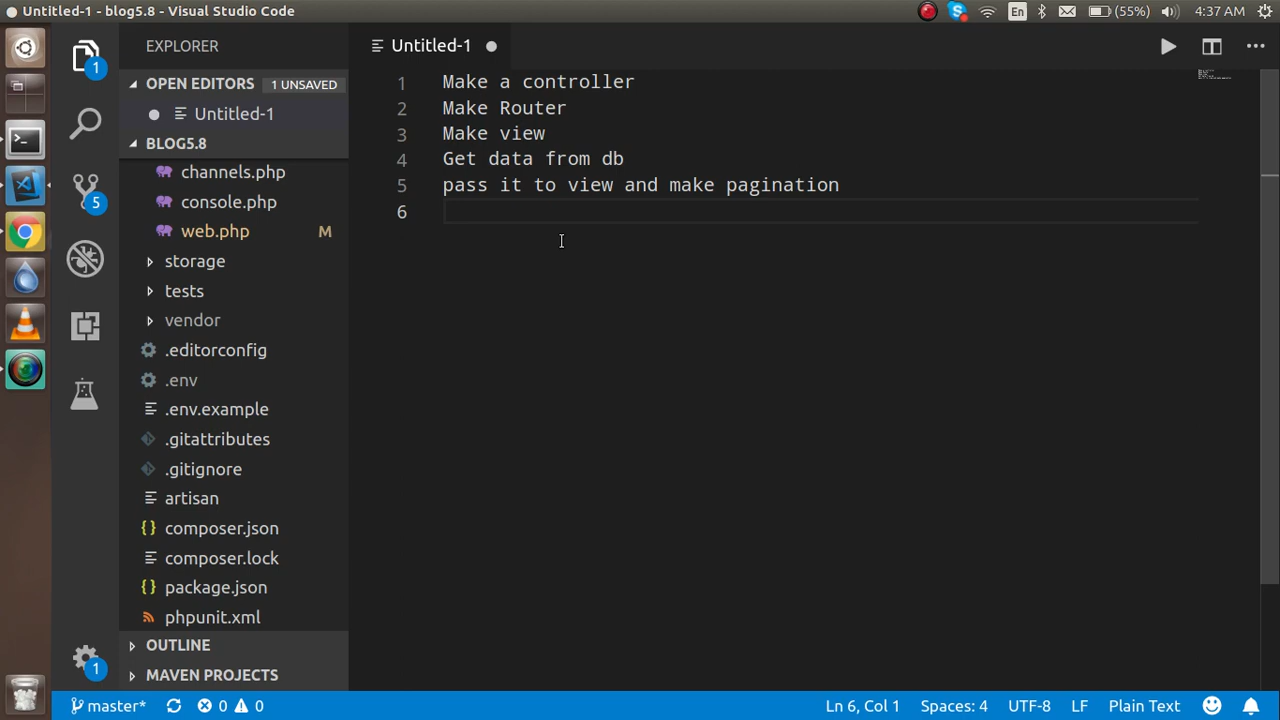 Untitled-1 - blog5.8 - Visual Studio Code
En
(55%)
4:37 AM
EXPLORER
OPEN EDITORS
1 UNSAVED
Untitled-1
BLOG5.8
channels.php
console.php
web.php
M
storage
tests
vendor
.editorconfig
.env
.env.example
.gitattributes
.gitignore
artisan
composer.json
composer.lock
package.json
phpunit.xml
OUTLINE
MAVEN PROJECTS
1
5
1
Untitled-1
1 Make a controller
2 Make Router
3 Make view
4 Get data from db
5 pass it to view and make pagination
6
master*
0
0
Ln 6, Col 1
Spaces: 4
UTF-8
LF
Plain Text